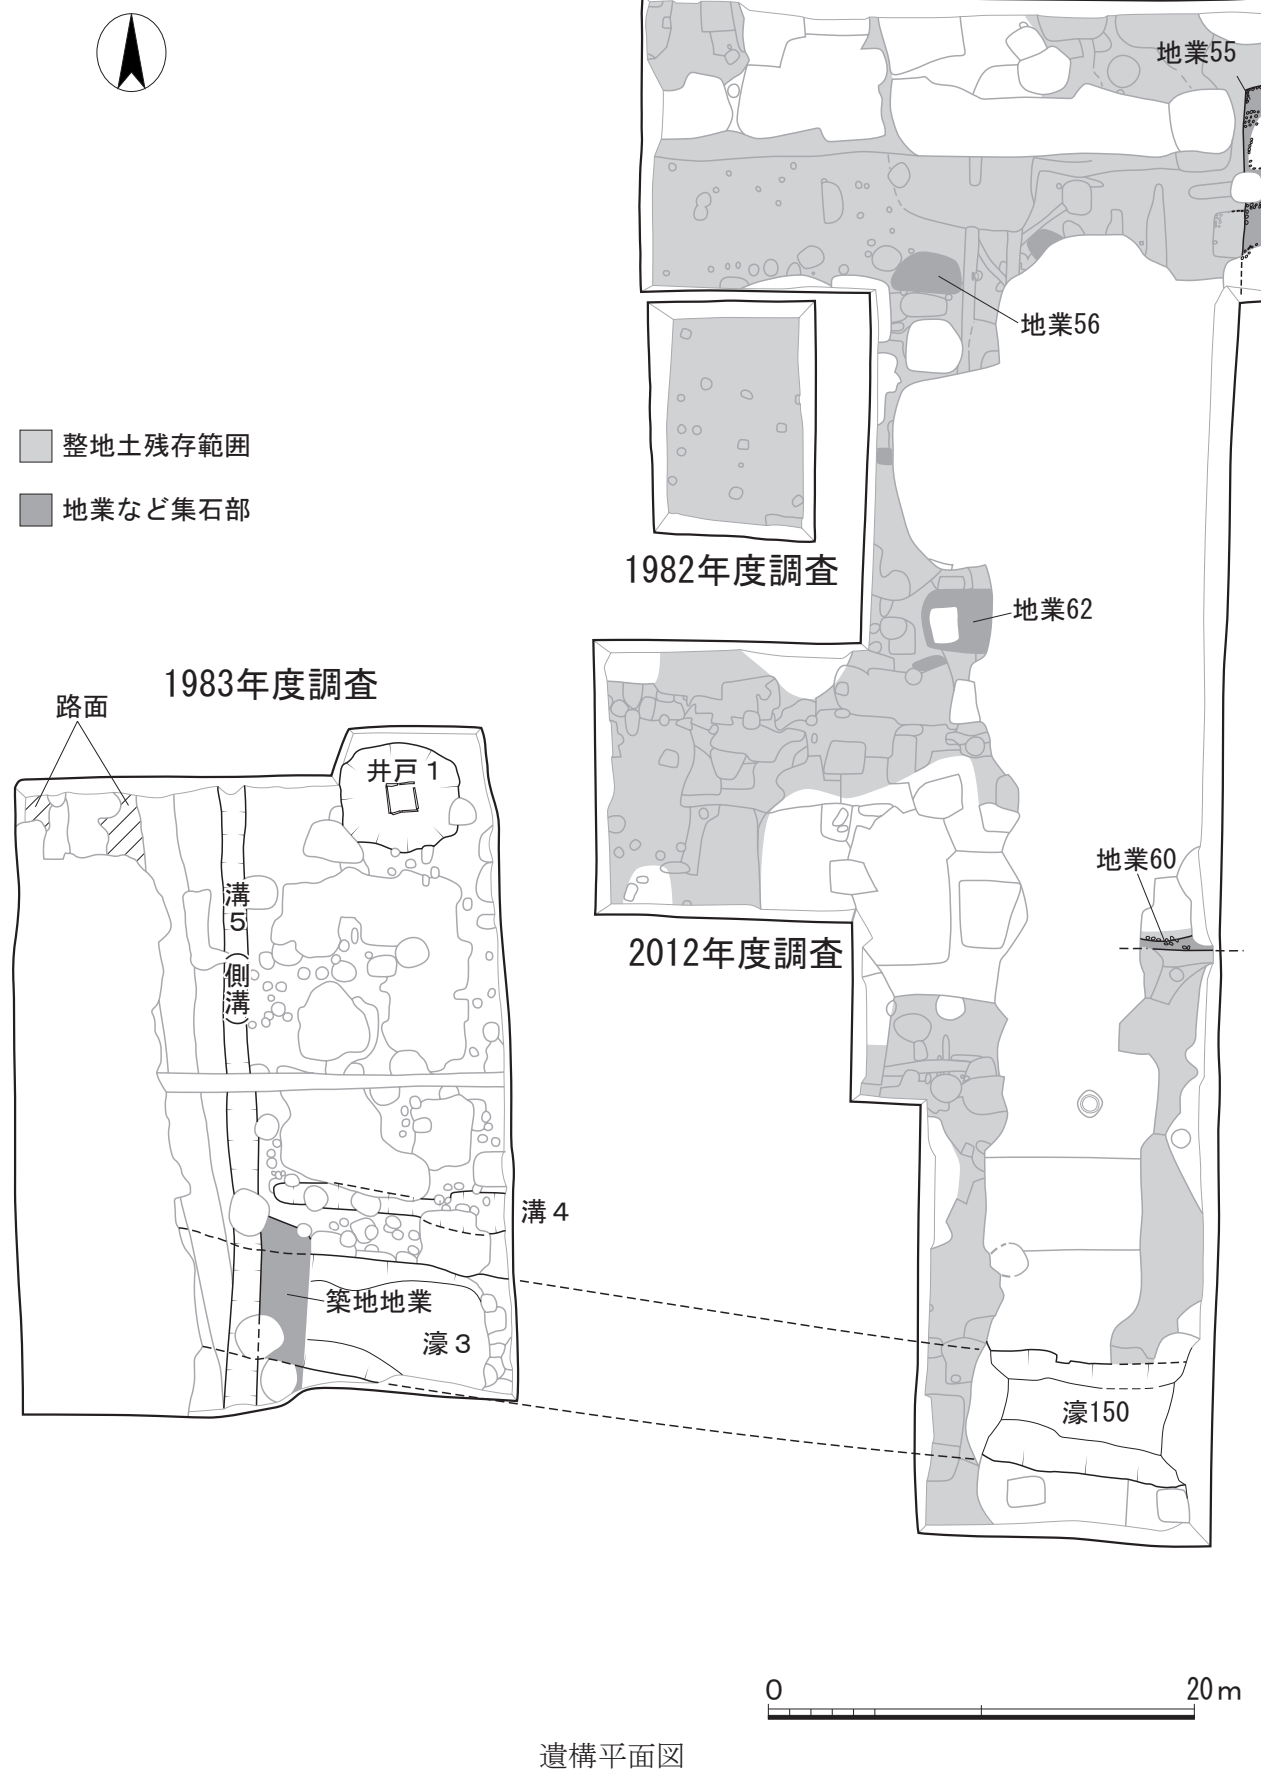 地業55
地業56
整地土残存範囲
地業など集石部
1982年度調査
地業62
1983年度調査
路面
井戸1
地業60
溝5(側溝)
2012年度調査
溝4
築地地業
濠3
濠150
0 20m
遺構平面図